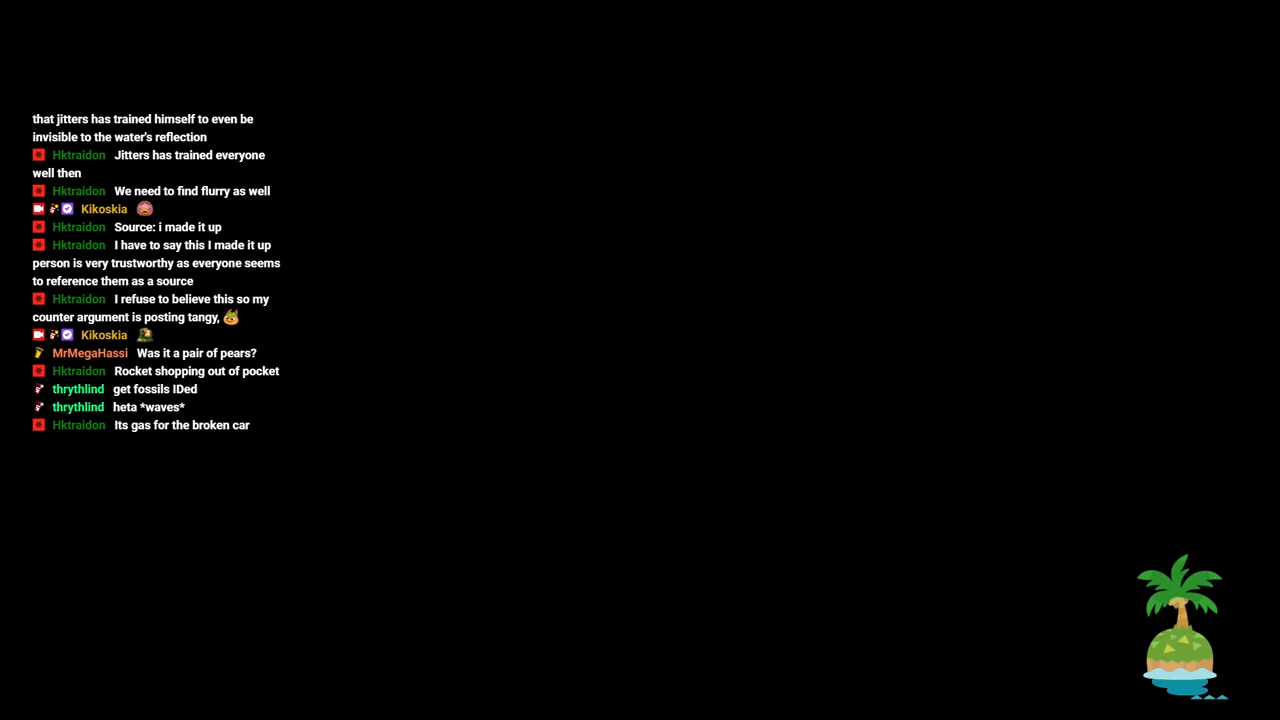 that jitters has trained himself to even be
invisible to the water's reflection
Hktraidon Jitters has trained everyone
well then
Hktraidon We need to find flurry as well
Kikoskia
Hktraidon Source: i made it up
Hktraidon I have to say this I made it up
person is very trustworthy as everyone seems
to reference them as a source
Hktraidon I refuse to believe this so my
counter argument is posting tangy,
Kikoskia
MrMegaHassi Was it a pair of pears?
Hktraidon Rocket shopping out of pocket
thrythlind get fossils IDed
thrythlind heta *waves*
Hktraidon Its gas for the broken car